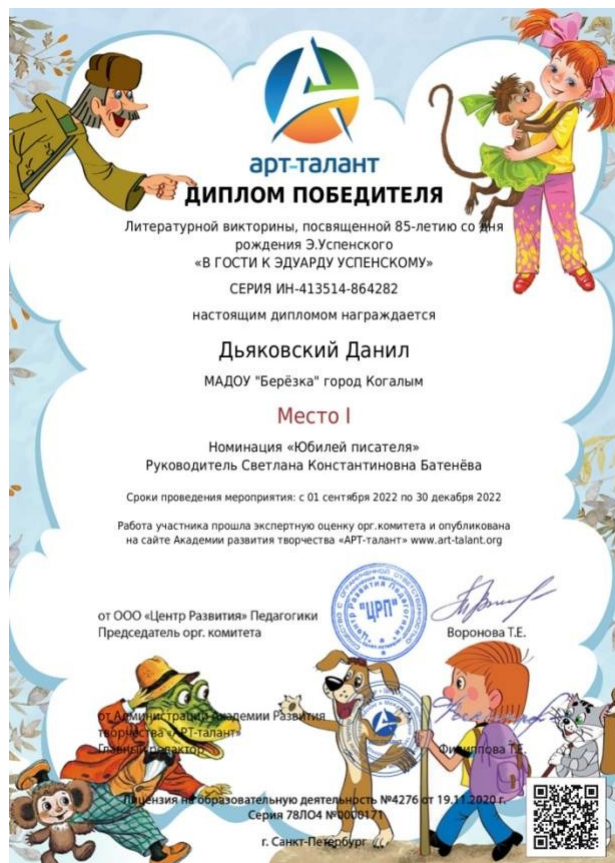 арт-талант
ДИПЛОМ ПОБЕДИТЕЛЯ
Литературной викторины, посвященной 85-летию со дня
рождения Э.Успенского
«В ГОСТИ К ЭДУАРДУ УСПЕНСКОМУ»
СЕРИЯ ИН-413514-864282
настоящим дипломом награждается
Дьяковский Данил
МАДОУ "Берёзка" город Когалым
Место I
Номинация «Юбилей писателя»
Руководитель Светлана Константиновна Батенёва
Сроки проведения мероприятия: с 01 сентября 2022 по 30 декабря 2022
Работа участника прошла экспертную оценку орг.комитета и опубликована
на сайте Академии развития творчества «АРТ-талант» www.art-talant.org
от ООО «Центр Развития» Педагогики
Председатель орг. комитета
"ЦРП"
Воронова Т.Е.
от Администрации Академии Развития
творчества «АРТ-талант»
Главный редактор
Филиппова Т.Е.
Лицензия на образовательную деятельность №4276 от 19.11.2020 г.
Серия 78ЛО4 №0000171
г. Санкт-Петербург